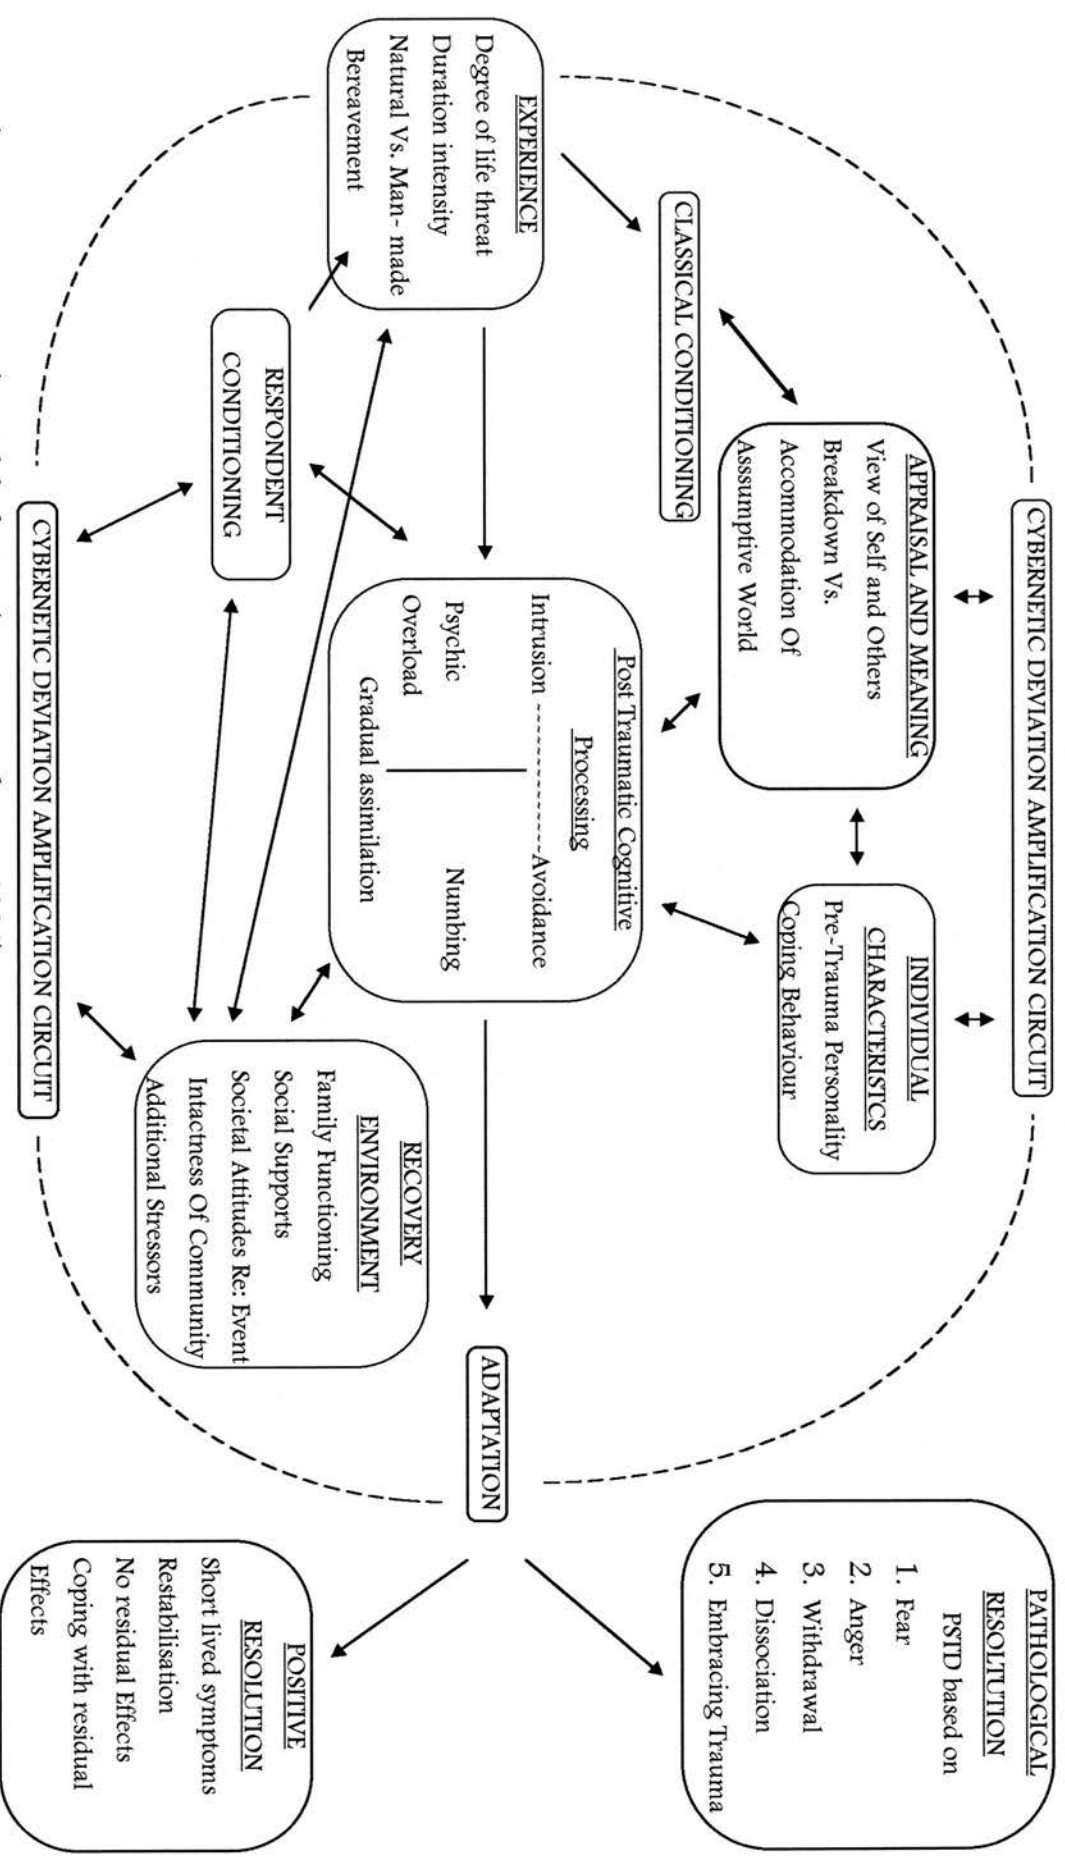 CYBERNETIC DEVIATION AMPLIFICATION CIRCUIT
APPRAISAL AND MEANING
View of Self and Others
Breakdown Vs.
Accommodation Of
Asssumptive World
INDIVIDUAL
CHARACTERISTCS
Pre-Trauma Personality
Coping Behaviour
CLASSICAL CONDITIONING
EXPERIENCE
Degree of life threat
Duration intensity
Natural Vs. Man- made
Bereavement
Post Traumatic Cognitive
Processing
Intrusion -------------Avoidance
Psychic
Overload
Numbing
Gradual assimilation
ADAPTATION
RESPONDENT
CONDITIONING
RECOVERY
ENVIRONMENT
Family Functioning
Social Supports
Societal Attitudes Re: Event
Intactness Of Community
Additional Stressors
CYBERNETIC DEVIATION AMPLIFICATION CIRCUIT
PATHOLOGICAL
RESOLTUTION
PSTD based on
1. Fear
2. Anger
3. Withdrawal
4. Dissociation
5. Embracing Trauma
POSITIVE
RESOLUTION
Short lived symptoms
Restabilisation
No residual Effects
Coping with residual
Effects